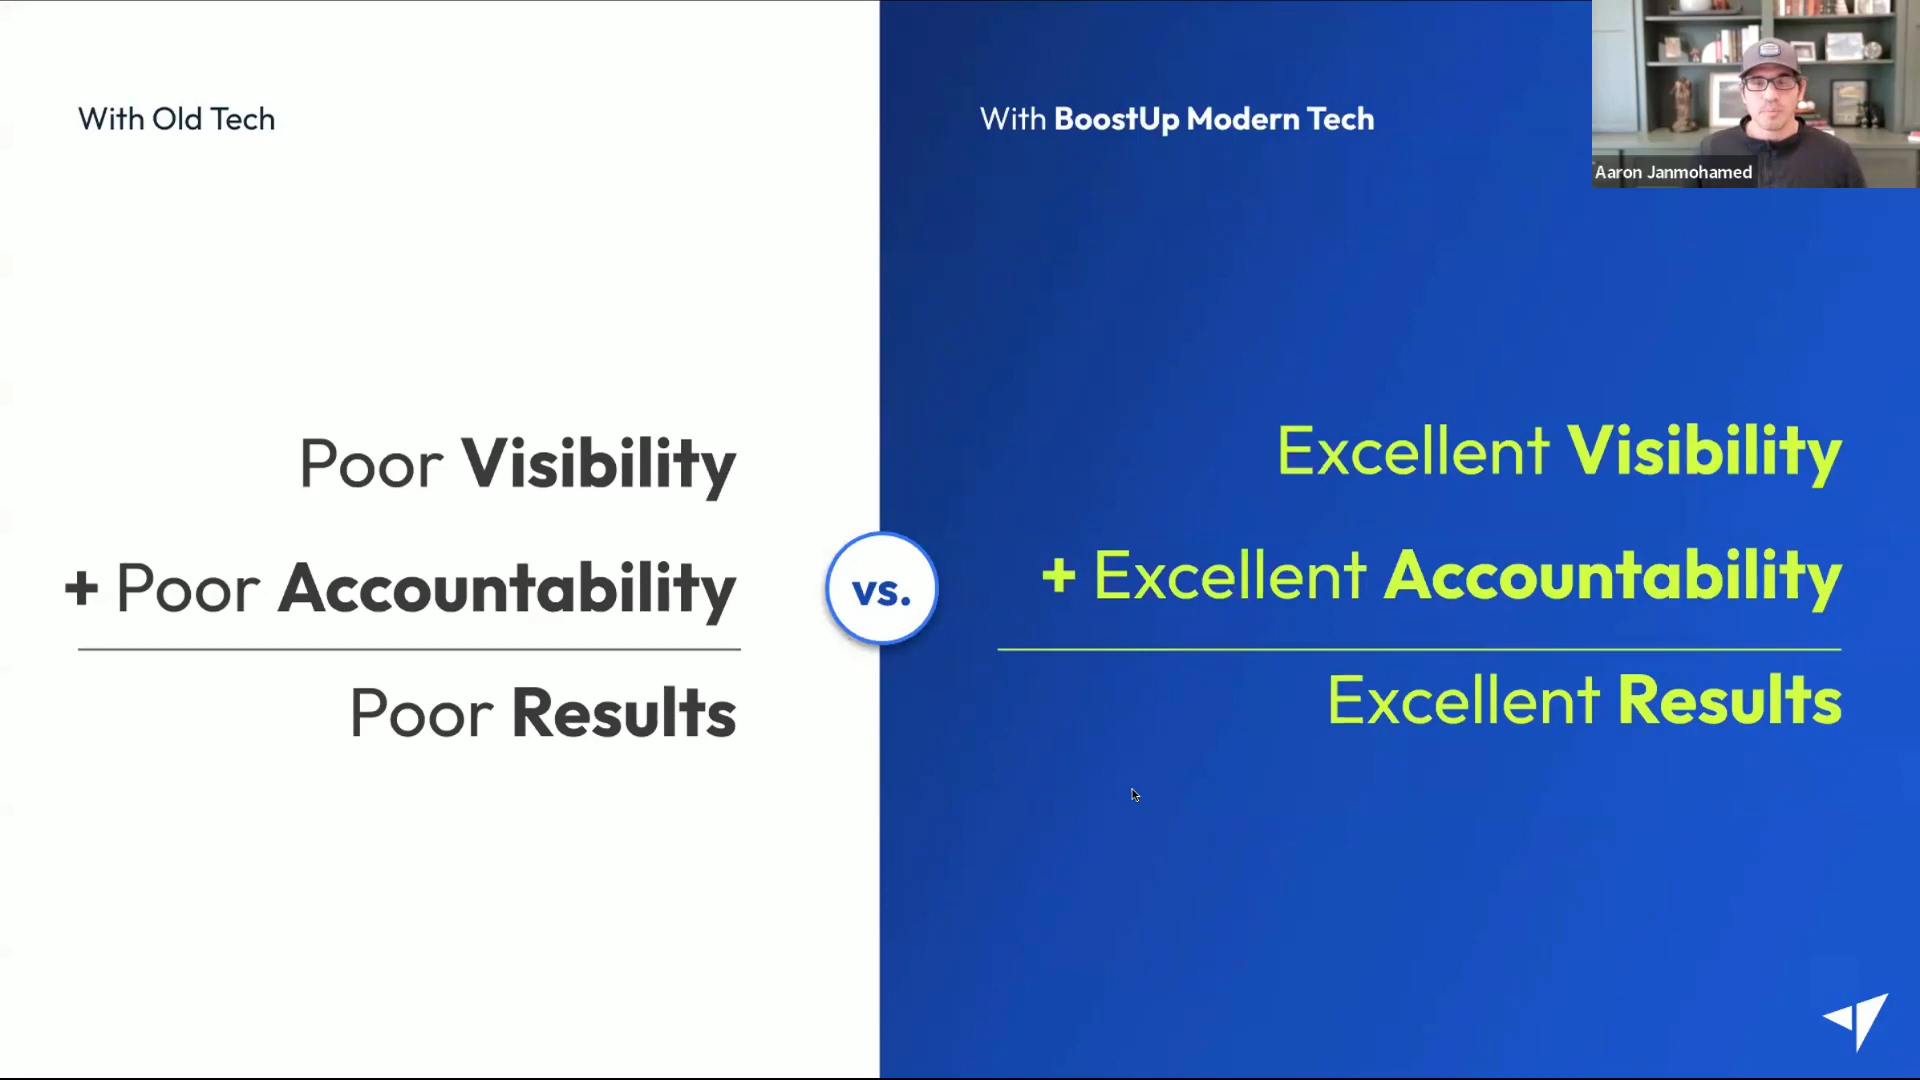 With Old Tech
Poor Visibility
+ Poor Accountability
Poor Results
vs.
With BoostUp Modern Tech
Excellent Visibility
+ Excellent Accountability
Excellent Results
Aaron Janmohamed